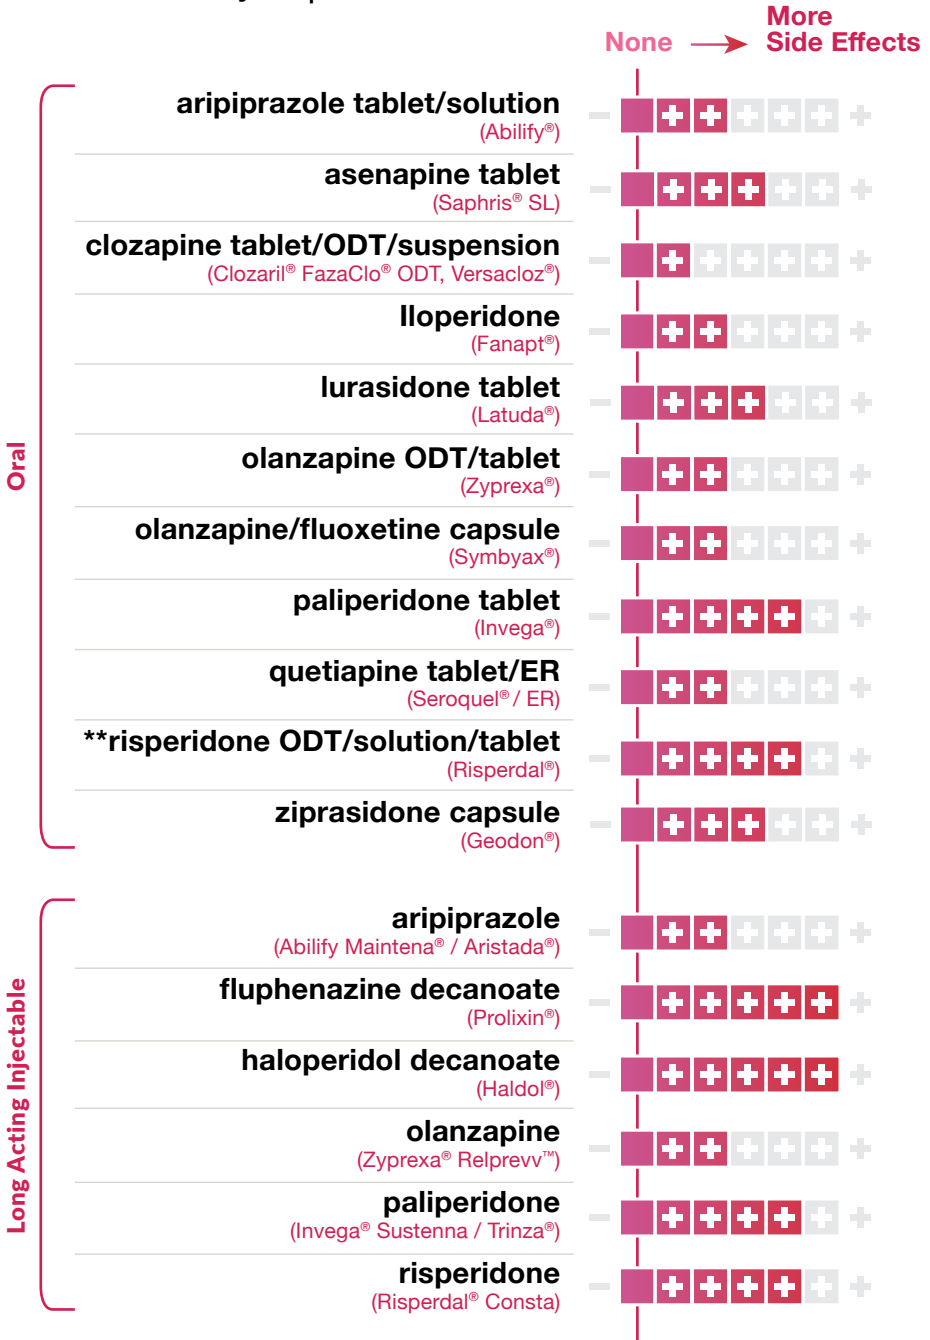 None
More
Side Effects
Oral
aripiprazole tablet/solution
(Abilify®)
asenapine tablet
(Saphris® SL)
clozapine tablet/ODT/suspension
(Clozaril® FazaClo® ODT, Versacloz®)
Iloperidone
(Fanapt®)
lurasidone tablet
(Latuda®)
olanzapine ODT/tablet
(Zyprexa®)
olanzapine/fluoxetine capsule
(Symbyax®)
paliperidone tablet
(Invega®)
quetiapine tablet/ER
(Seroquel® / ER)
**risperidone ODT/solution/tablet
(Risperdal®)
ziprasidone capsule
(Geodon®)
Long Acting Injectable
aripiprazole
(Abilify Maintena® / Aristada®)
fluphenazine decanoate
(Prolixin®)
haloperidol decanoate
(Haldol®)
olanzapine
(Zyprexa® Relprevv™)
paliperidone
(Invega® Sustenna / Trinza®)
risperidone
(Risperdal® Consta)